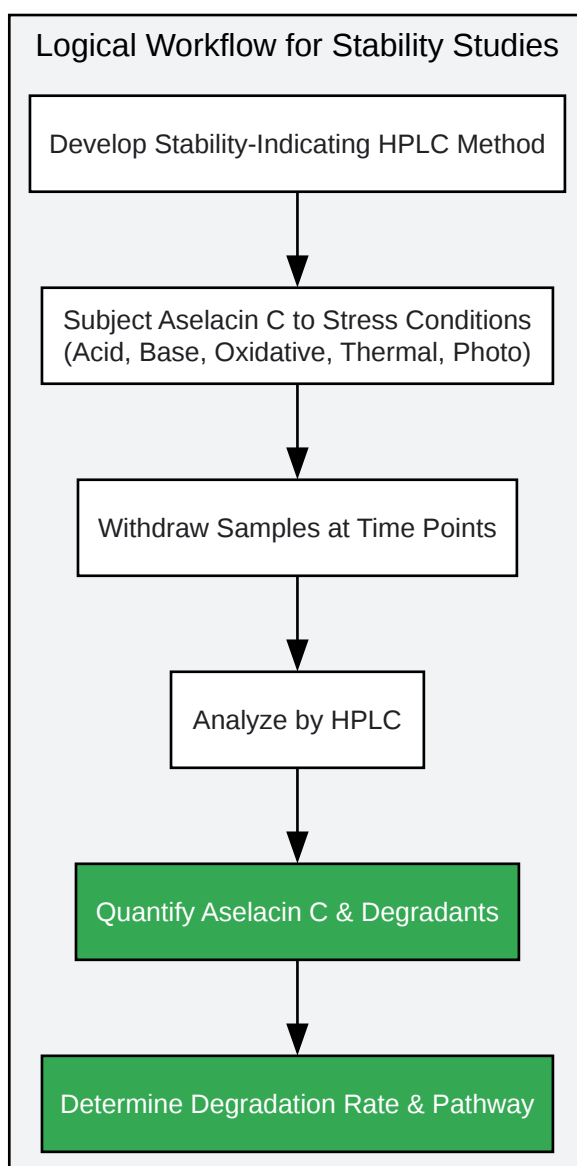 Logical Workflow for Stability Studies
Develop Stability-Indicating HPLC Method
Subject Aselacin C to Stress Conditions
(Acid, Base, Oxidative, Thermal, Photo)
Withdraw Samples at Time Points
Analyze by HPLC
Quantify Aselacin C & Degradants
Determine Degradation Rate & Pathway